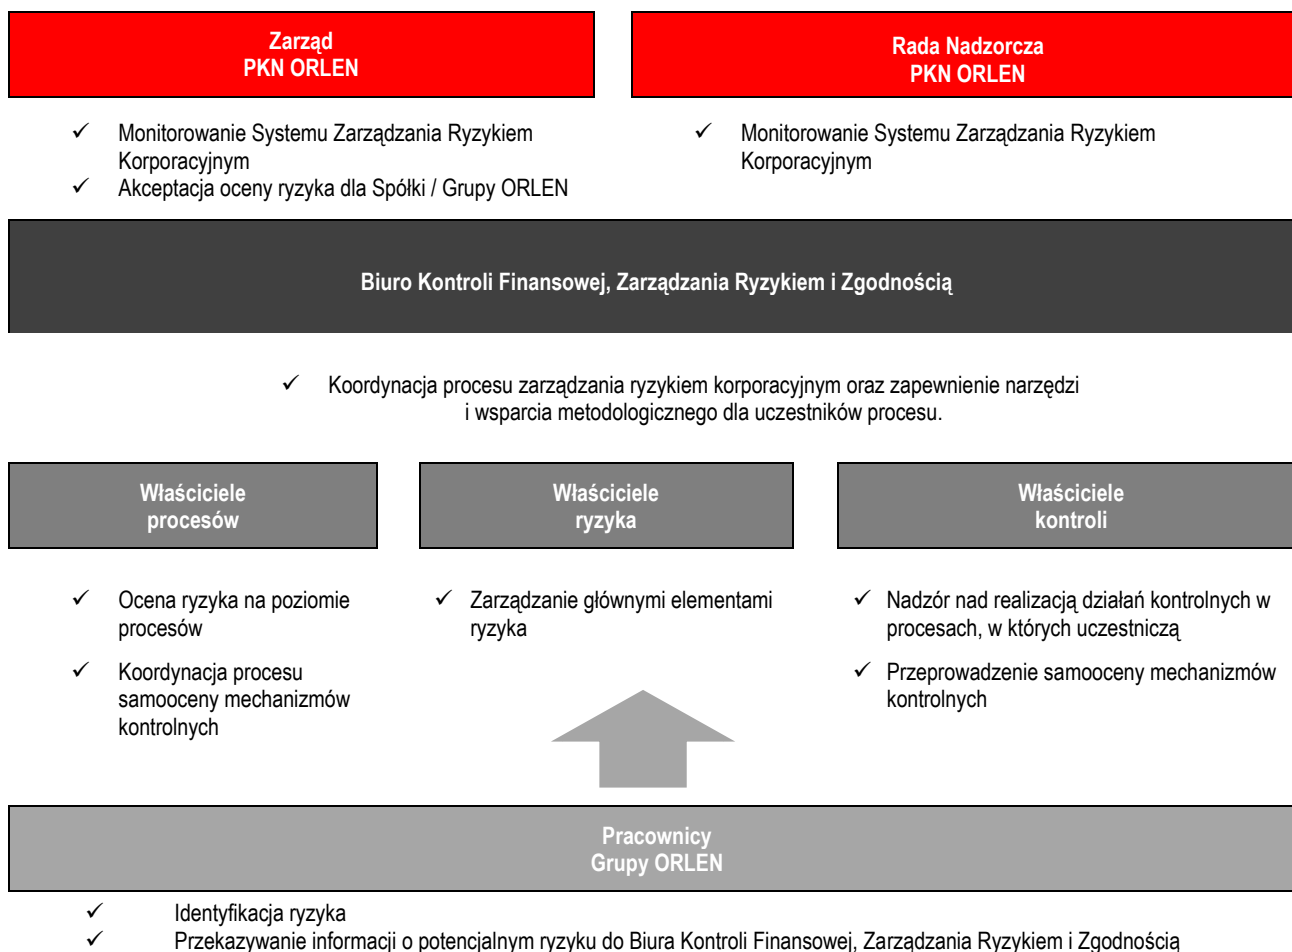 Zarząd
PKN ORLEN
Rada Nadzorcza
PKN ORLEN
✓ Monitorowanie Systemu Zarządzania Ryzykiem
Korporacyjnym
✓ Akceptacja oceny ryzyka dla Spółki / Grupy ORLEN
✓ Monitorowanie Systemu Zarządzania Ryzykiem
Korporacyjnym
Biuro Kontroli Finansowej, Zarządzania Ryzykiem i Zgodnością
✓ Koordynacja procesu zarządzania ryzykiem korporacyjnym oraz zapewnienie narzędzi
i wsparcia metodologicznego dla uczestników procesu.
Właściciele
procesów
✓ Ocena ryzyka na poziomie
procesów
✓ Koordynacja procesu
samooceny mechanizmów
kontrolnych
Właściciele
ryzyka
✓ Zarządzanie głównymi elementami
ryzyka
Właściciele
kontroli
✓ Nadzór nad realizacją działań kontrolnych w
procesach, w których uczestniczą
✓ Przeprowadzenie samooceny mechanizmów
kontrolnych
Pracownicy
Grupy ORLEN
✓ Identyfikacja ryzyka
✓ Przekazywanie informacji o potencjalnym ryzyku do Biura Kontroli Finansowej, Zarządzania Ryzykiem i Zgodnością